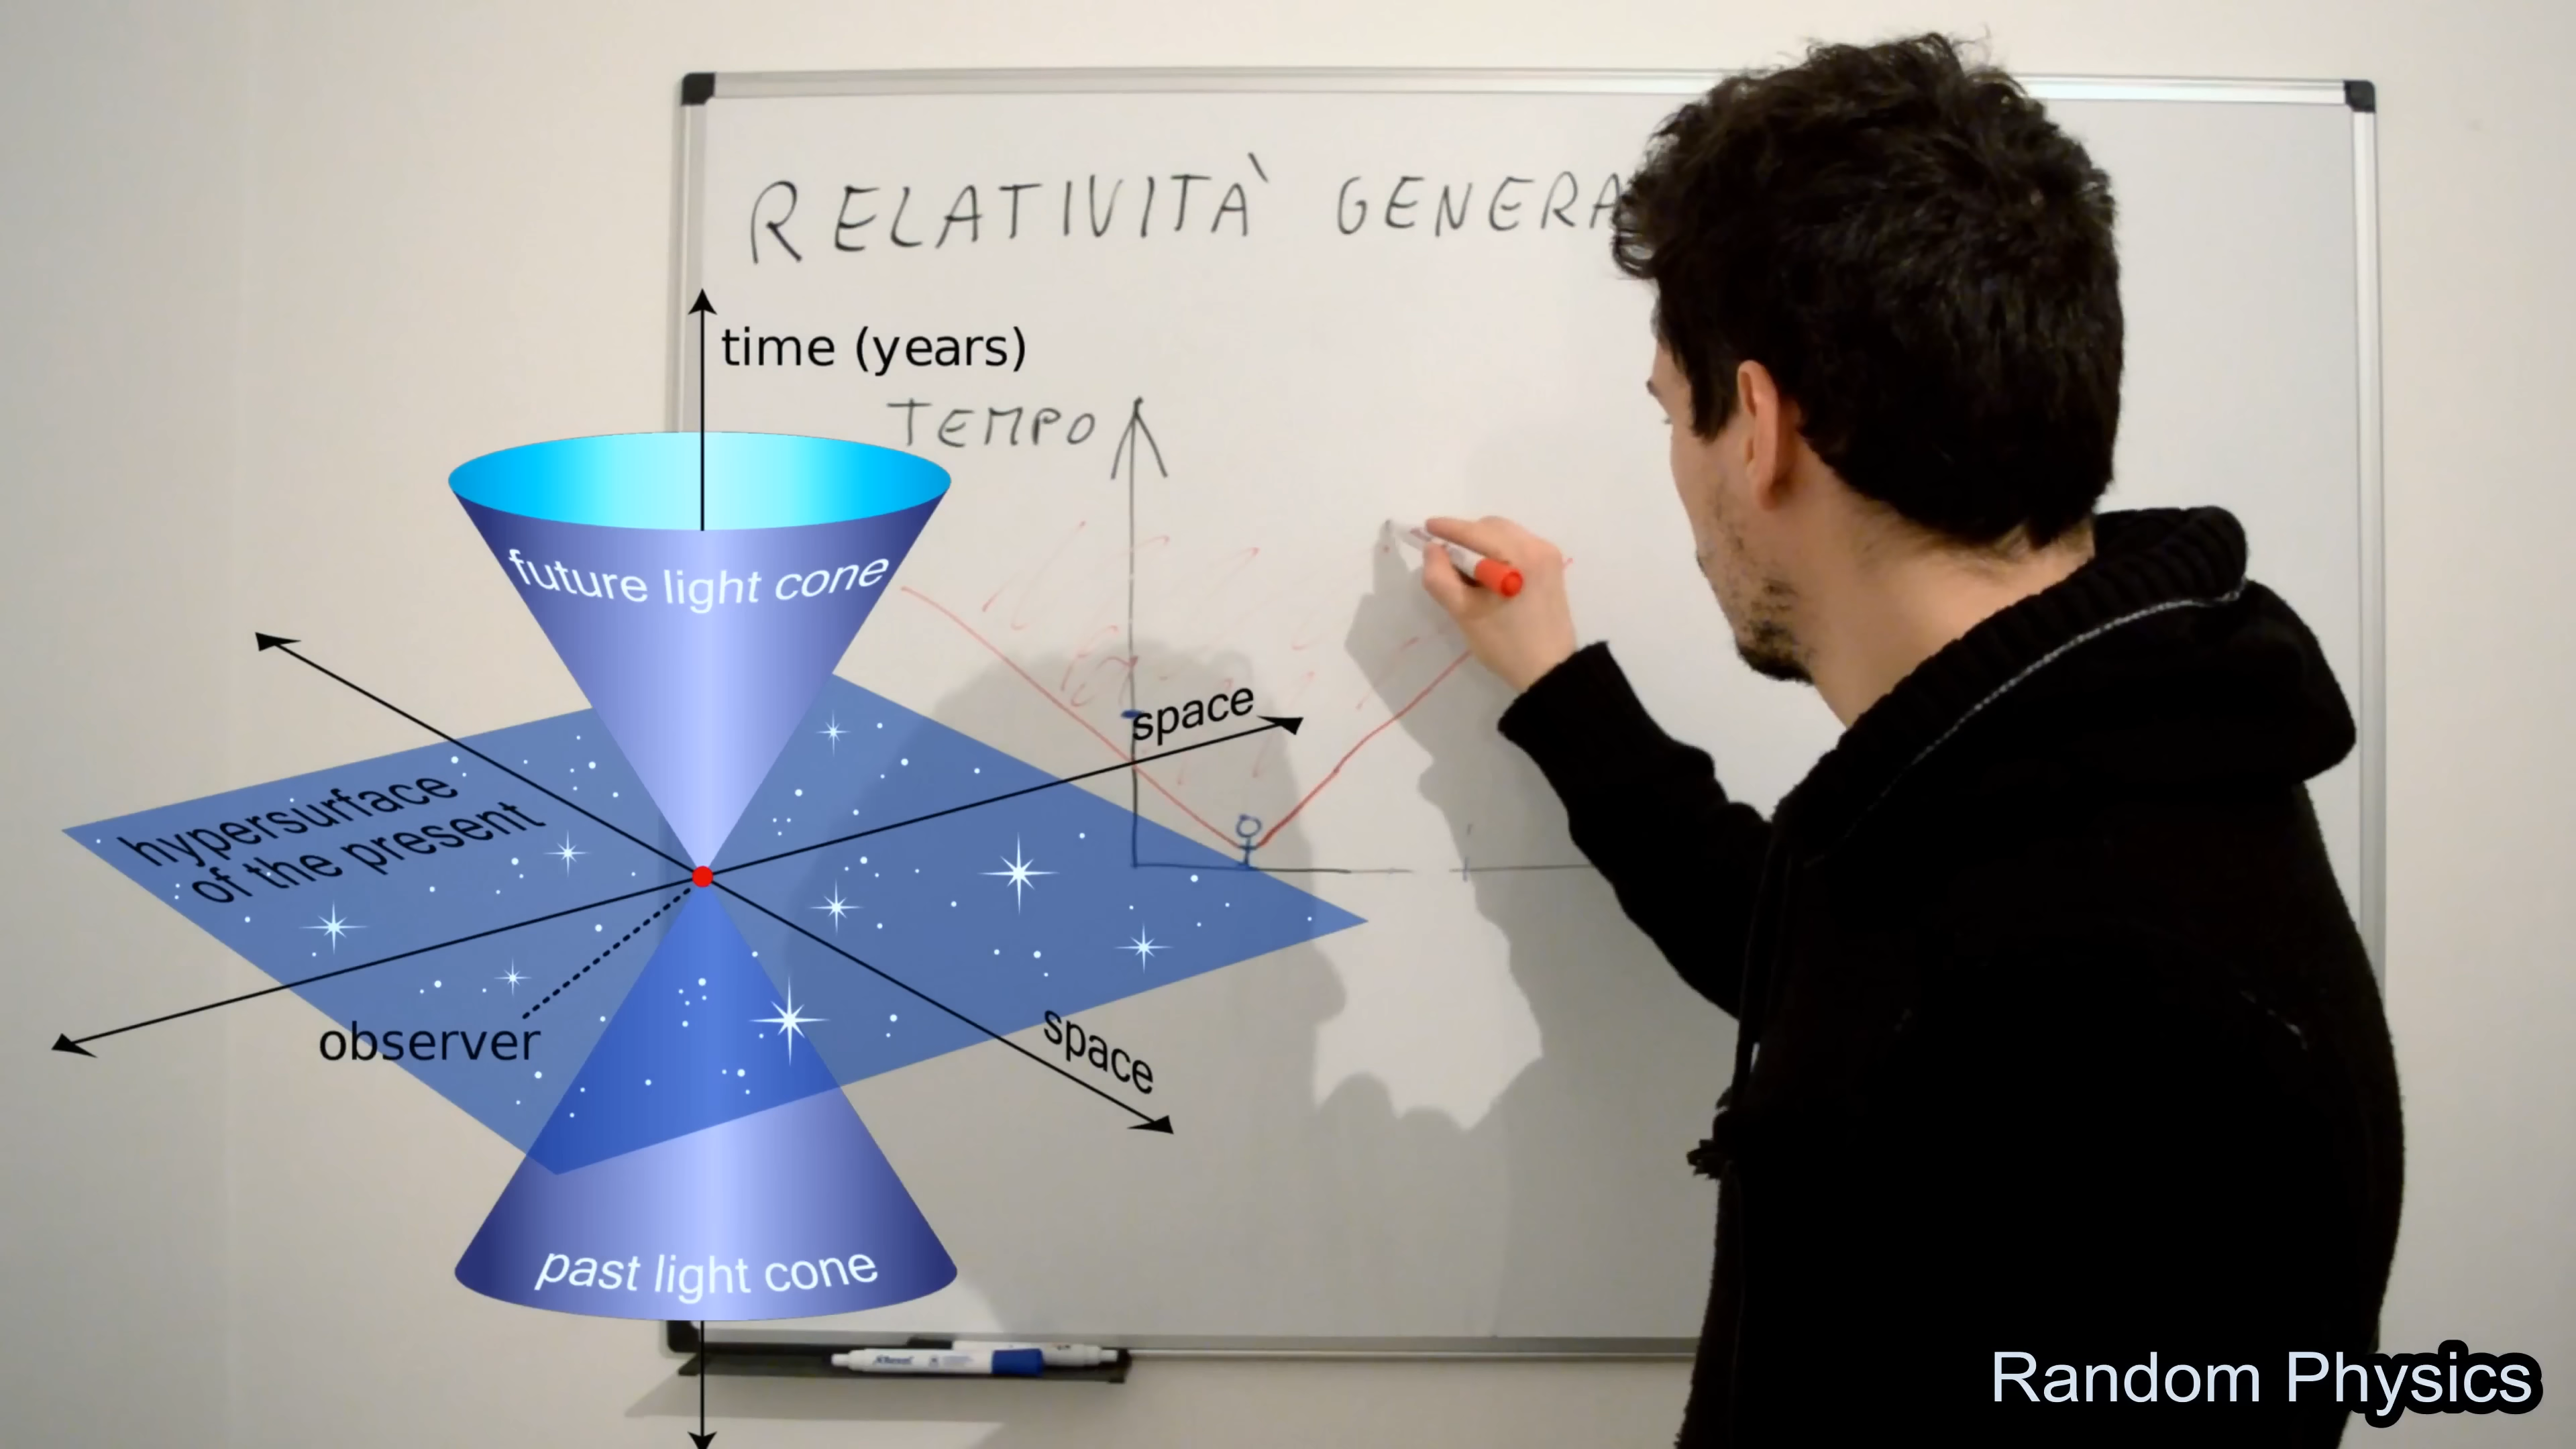 RELATIVITÀ GENERA
time (years)
TEMPO
future light cone
space
hypersurface
of the present
observer
space
past light cone
Random Physics